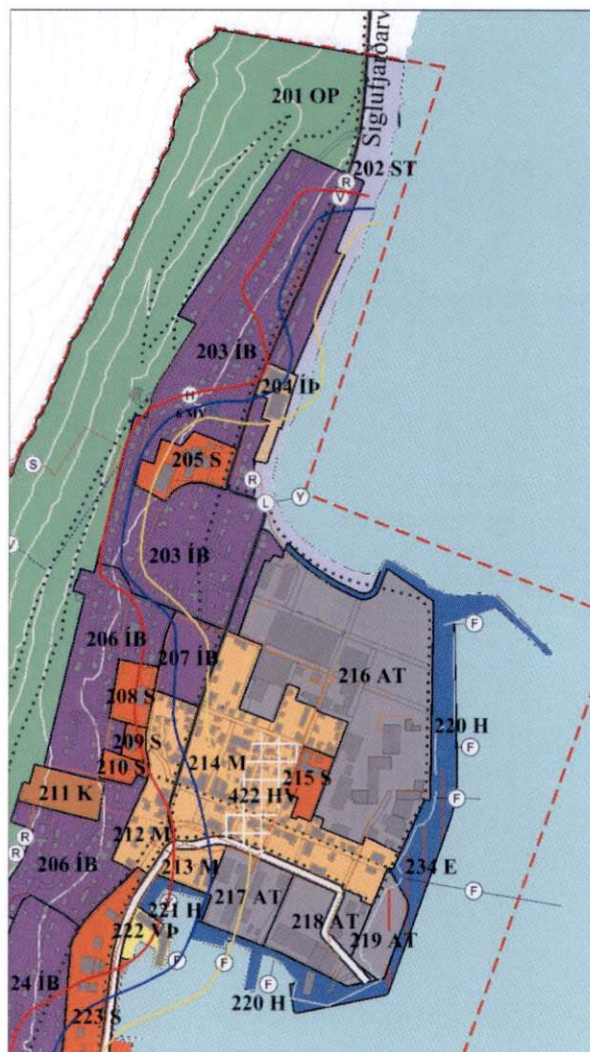 201 OP
Siglufjarðarv
202 ST
R
V
203 ÍB
204 ÍÞ
H
205 S
S
R
L
Y
203 ÍB
206 ÍB
207 ÍB
F
216 AT
208 S
209 S
210 S
220 H
F
214 M
215 S
211 K
422 HV
F
212 M
R
R
206 ÍB
213 M
234 E
F
217 AT
221 H
218 AT
219 AT
222 VÞ
F
F
F
24 ÍB
220 H
223 S